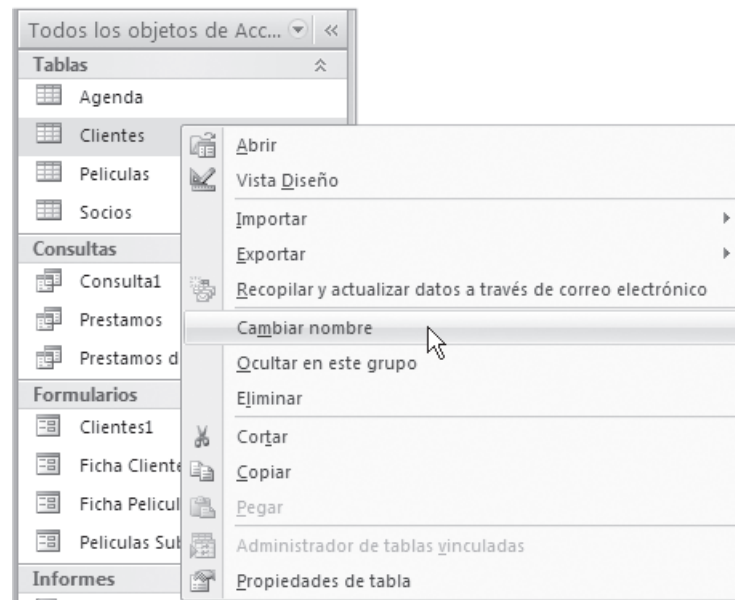 Todos los objetos de Acc...
Tablas
Agenda
Clientes
Peliculas
Socios
Consultas
Consulta1
Prestamos
Prestamos d
Formularios
Clientes1
Ficha Cliente
Ficha Pelicul
Peliculas Sub
Informes
Abrir
Vista Diseño
Importar
Exportar
Recopilar y actualizar datos a través de correo electrónico
Cambiar nombre
Ocultar en este grupo
Eliminar
Cortar
Copiar
Pegar
Administrador de tablas vinculadas
Propiedades de tabla